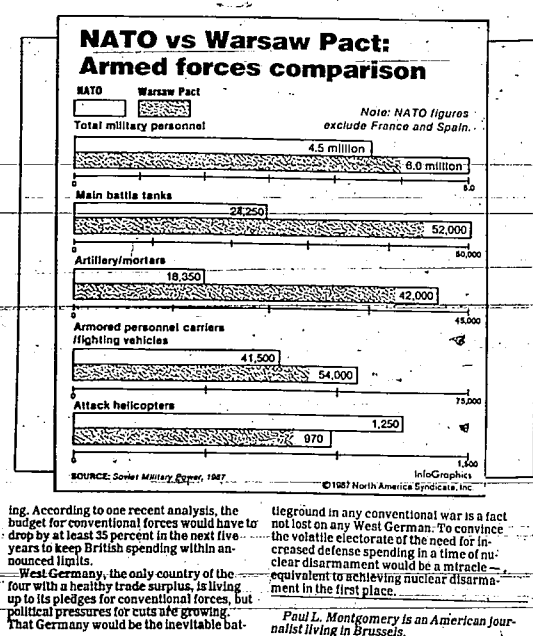 NATO vs Warsaw Pact:
Armed forces comparison
NATO Warsaw Pact
Note: NATO figures
exclude France and Spain.
Total military personnel
4.5 million
6.0 million
0 6.0
Main battle tanks
24,250
52,000
0 50,000
Artillery/mortars
18,350
42,000
0 45,000
Armored personnel carriers
/fighting vehicles
41,500
54,000
0 75,000
Attack helicopters
1,250
970
0 1,500
SOURCE: Soviet Military Power, 1987
InfoGraphics
©1987 North America Syndicate, Inc.
ing. According to one recent analysis, the
budget for conventional forces would have to
drop by at least 35 percent in the next five
years to keep British spending within an-
nounced limits.
West Germany, the only country of the
four with a healthy trade surplus, is living
up to its pledges for conventional forces, but
political pressures for cuts are growing.
That Germany would be the inevitable bat-
tleground in any conventional war is a fact
not lost on any West German. To convince
the volatile electorate of the need for in-
creased defense spending in a time of nu-
clear disarmament would be a miracle —
equivalent to achieving nuclear disarma-
ment in the first place.
Paul L. Montgomery is an American jour-
nalist living in Brussels.